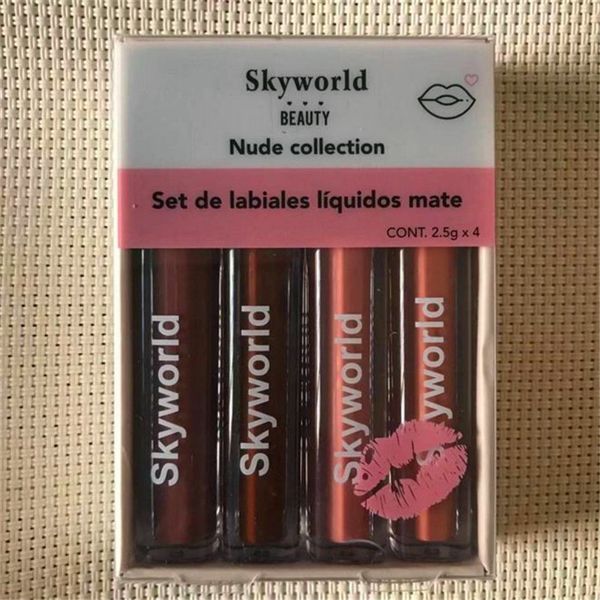 Skyworld
BEAUTY
Nude collection
Set de labiales líquidos mate
CONT. 2.5g x 4
Skyworld
Skyworld
Skyworld
Skyworld